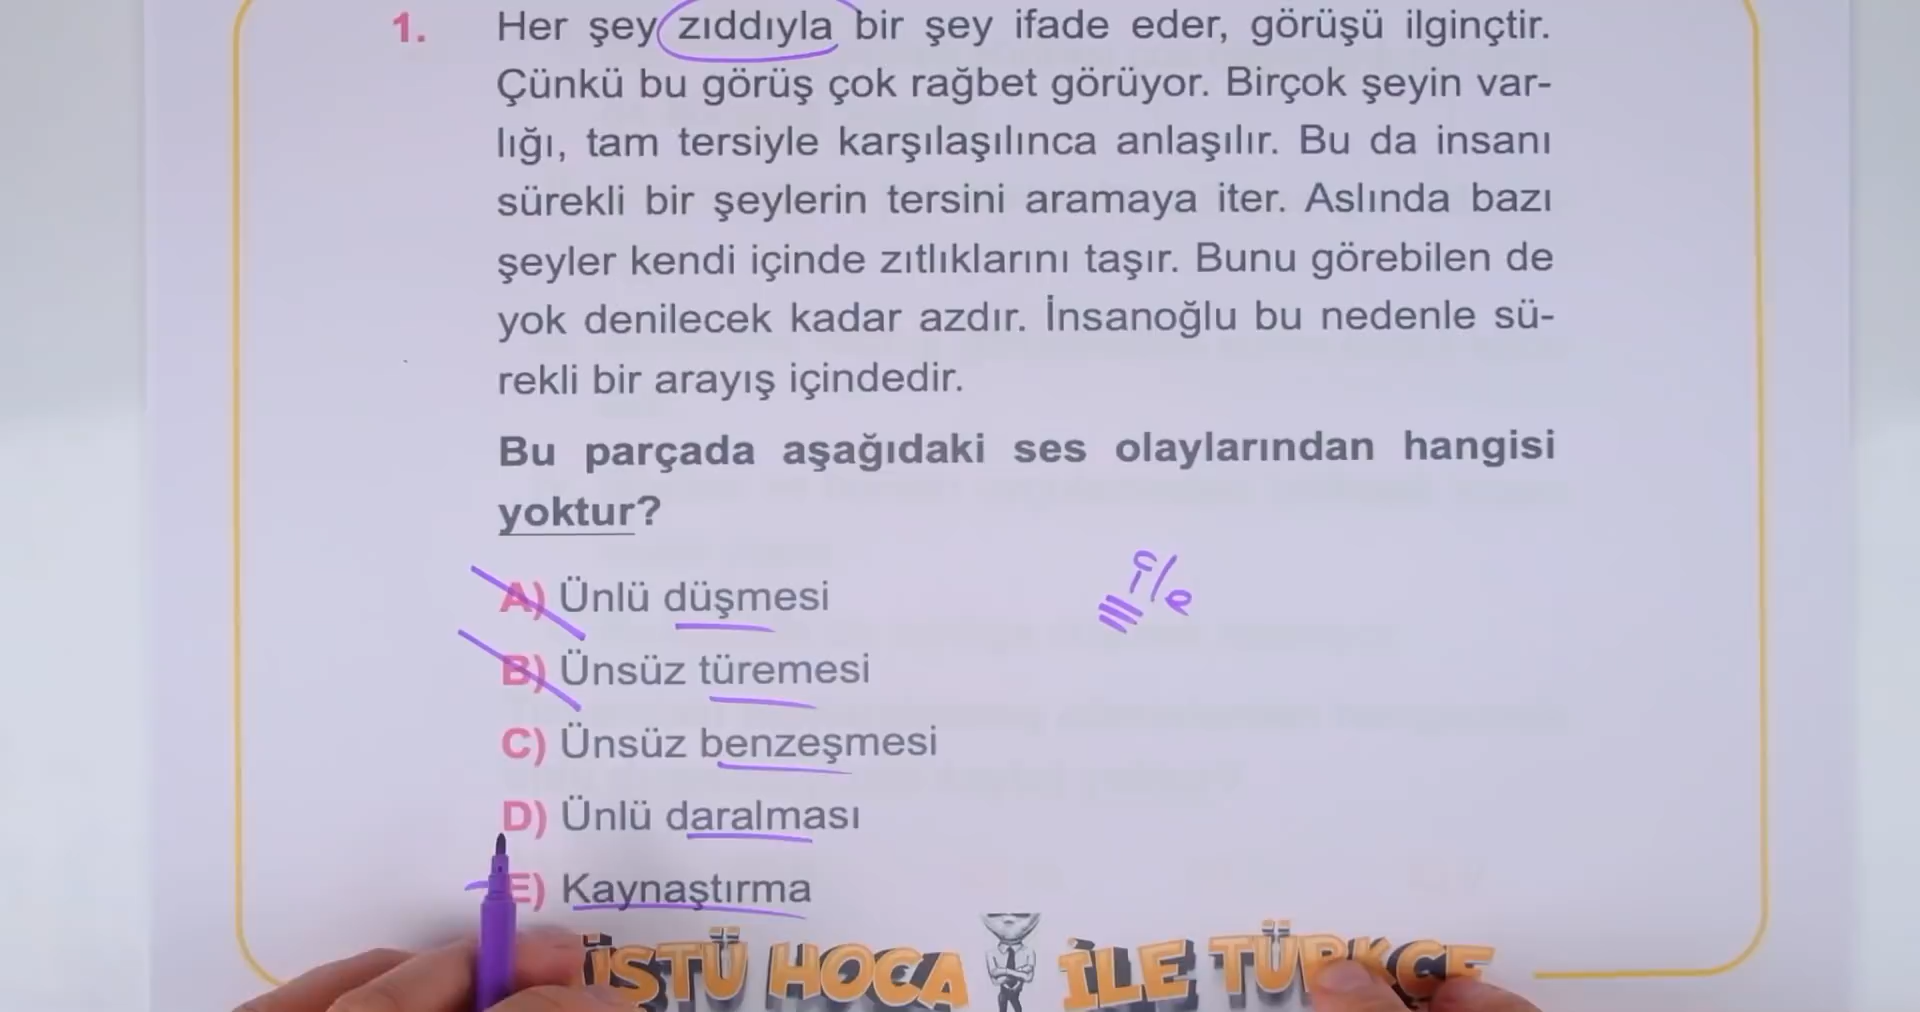 1. Her şey zıddıyla bir şey ifade eder, görüşü ilginçtir.
Çünkü bu görüş çok rağbet görüyor. Birçok şeyin var-
lığı, tam tersiyle karşılaşılınca anlaşılır. Bu da insanı
sürekli bir şeylerin tersini aramaya iter. Aslında bazı
şeyler kendi içinde zıtlıklarını taşır. Bunu görebilen de
yok denilecek kadar azdır. İnsanoğlu bu nedenle sü-
rekli bir arayış içindedir.
Bu parçada aşağıdaki ses olaylarından hangisi
yoktur?
A) Ünlü düşmesi
ile
B) Ünsüz türemesi
C) Ünsüz benzeşmesi
D) Ünlü daralması
E) Kaynaştırma
ÜSTÜ HOCA İLE TÜRKÇE